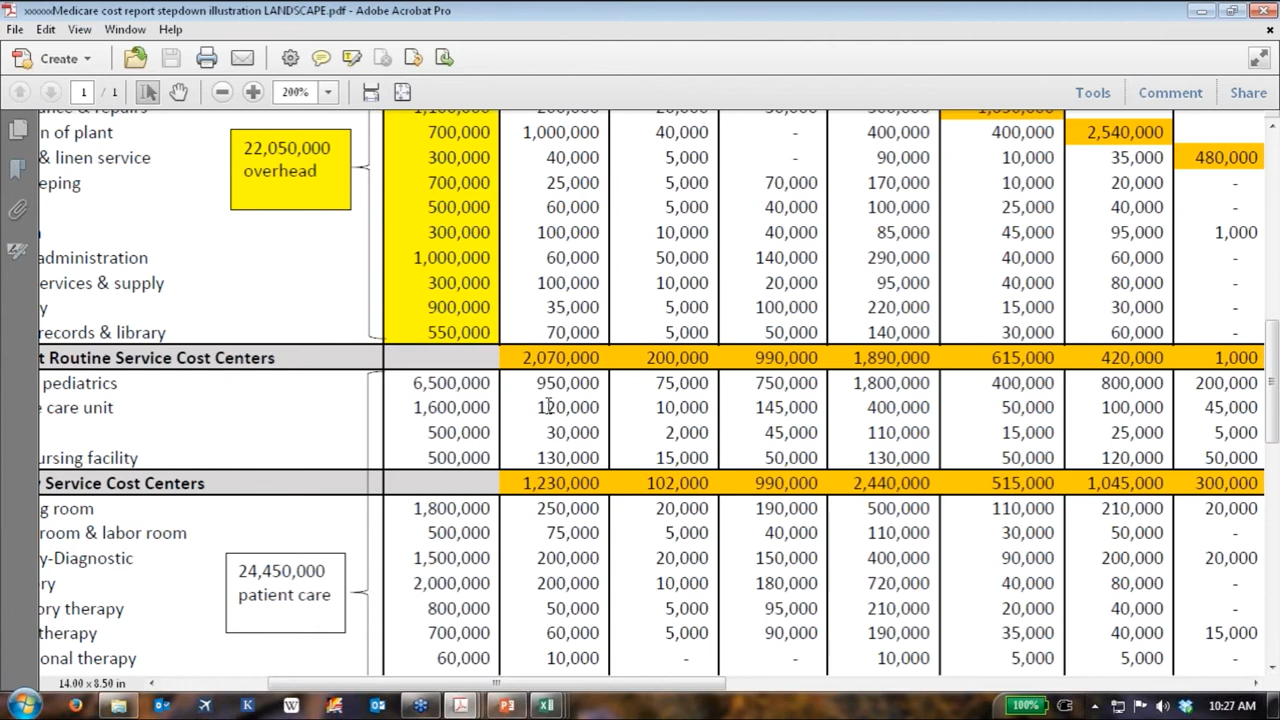 xxxxxxMedicare cost report stepdown illustration LANDSCAPE.pdf - Adobe Acrobat Pro
File Edit View Window Help
Create
1 / 1 200% Tools Comment Share
n of plant 700,000 1,000,000 40,000 - 400,000 400,000 2,540,000
22,050,000
overhead
& linen service 300,000 40,000 5,000 - 90,000 10,000 35,000 480,000
eping 700,000 25,000 5,000 70,000 170,000 10,000 20,000 -
500,000 60,000 5,000 40,000 100,000 25,000 40,000 -
300,000 100,000 10,000 40,000 85,000 45,000 95,000 1,000
administration 1,000,000 60,000 50,000 140,000 290,000 40,000 60,000 -
ervices & supply 300,000 100,000 10,000 20,000 95,000 40,000 80,000 -
y 900,000 35,000 5,000 100,000 220,000 15,000 30,000 -
records & library 550,000 70,000 5,000 50,000 140,000 30,000 60,000 -
t Routine Service Cost Centers 2,070,000 200,000 990,000 1,890,000 615,000 420,000 1,000
pediatrics 6,500,000 950,000 75,000 750,000 1,800,000 400,000 800,000 200,000
e care unit 1,600,000 120,000 10,000 145,000 400,000 50,000 100,000 45,000
500,000 30,000 2,000 45,000 110,000 15,000 25,000 5,000
ursing facility 500,000 130,000 15,000 50,000 130,000 50,000 120,000 50,000
y Service Cost Centers 1,230,000 102,000 990,000 2,440,000 515,000 1,045,000 300,000
g room 1,800,000 250,000 20,000 190,000 500,000 110,000 210,000 20,000
room & labor room 500,000 75,000 5,000 40,000 110,000 30,000 50,000 -
y-Diagnostic 1,500,000 200,000 20,000 150,000 400,000 90,000 200,000 20,000
24,450,000
patient care
ry 2,000,000 200,000 10,000 180,000 720,000 40,000 80,000 -
ory therapy 800,000 50,000 5,000 95,000 210,000 20,000 40,000 -
therapy 700,000 60,000 5,000 90,000 190,000 35,000 40,000 15,000
onal therapy 60,000 10,000 - - 10,000 5,000 5,000 -
14.00 x 8.50 in
100% 10:27 AM